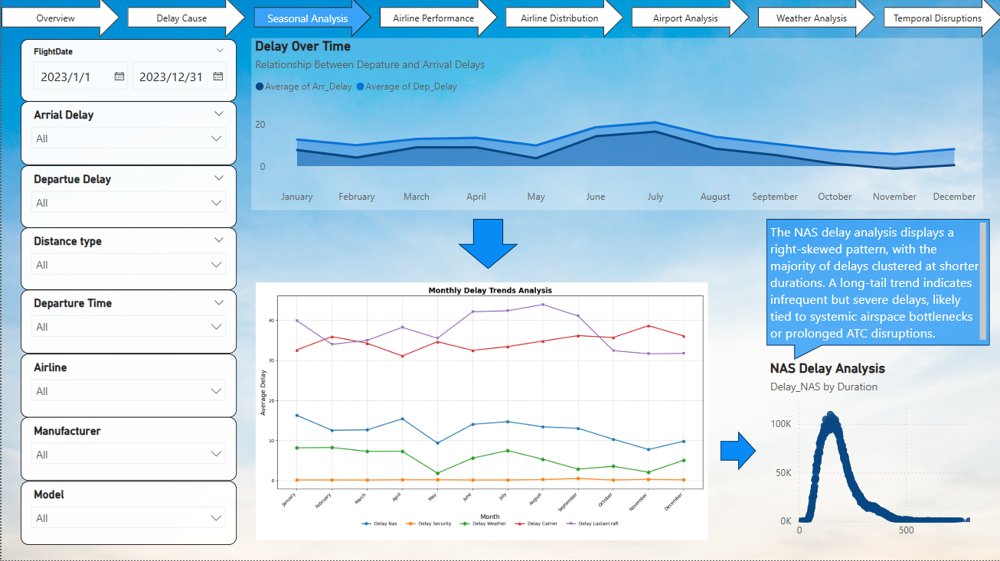 Overview
Delay Cause
Seasonal Analysis
Airline Performance
Airline Distribution
Airport Analysis
Weather Analysis
Temporal Disruptions
FlightDate
2023/1/1
2023/12/31
Arrial Delay
All
Departue Delay
All
Distance type
All
Departure Time
All
Airline
All
Manufacturer
All
Model
All
Delay Over Time
Relationship Between Depature and Arrival Delays
Average of Arr_Delay
Average of Dep_Delay
20
0
January
February
March
April
May
June
July
August
September
October
November
December
Monthly Delay Trends Analysis
Average Delay
40
30
20
10
0
January
February
March
April
May
June
July
August
September
October
November
December
Month
Delay Nas
Delay Security
Delay Weather
Delay Carrier
Delay Lastaircraft
The NAS delay analysis displays a
right-skewed pattern, with the
majority of delays clustered at shorter
durations. A long-tail trend indicates
infrequent but severe delays, likely
tied to systemic airspace bottlenecks
or prolonged ATC disruptions.
NAS Delay Analysis
Delay_NAS by Duration
100K
50K
0K
0
500